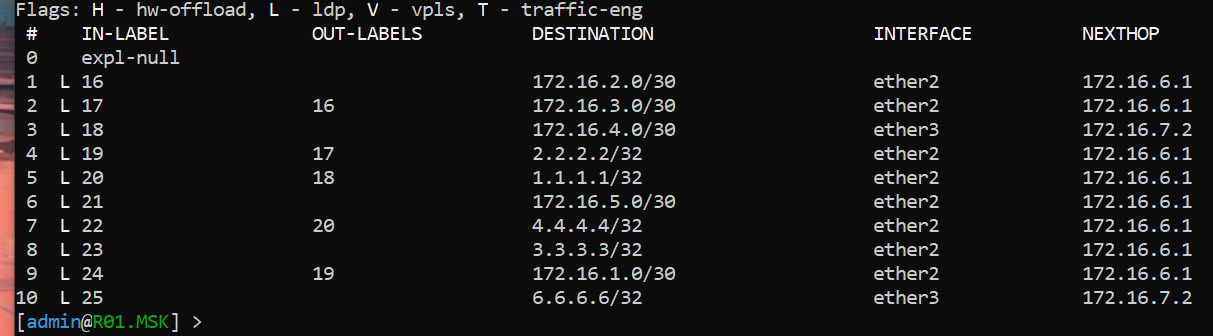 Flags: H - hw-offload, L - ldp, V - vpls, T - traffic-eng
# IN-LABEL OUT-LABELS DESTINATION INTERFACE NEXTHOP
0 expl-null
1 L 16 172.16.2.0/30 ether2 172.16.6.1
2 L 17 16 172.16.3.0/30 ether2 172.16.6.1
3 L 18 172.16.4.0/30 ether3 172.16.7.2
4 L 19 17 2.2.2.2/32 ether2 172.16.6.1
5 L 20 18 1.1.1.1/32 ether2 172.16.6.1
6 L 21 172.16.5.0/30 ether2 172.16.6.1
7 L 22 20 4.4.4.4/32 ether2 172.16.6.1
8 L 23 3.3.3.3/32 ether2 172.16.6.1
9 L 24 19 172.16.1.0/30 ether2 172.16.6.1
10 L 25 6.6.6.6/32 ether3 172.16.7.2
[admin@R01.MSK] >